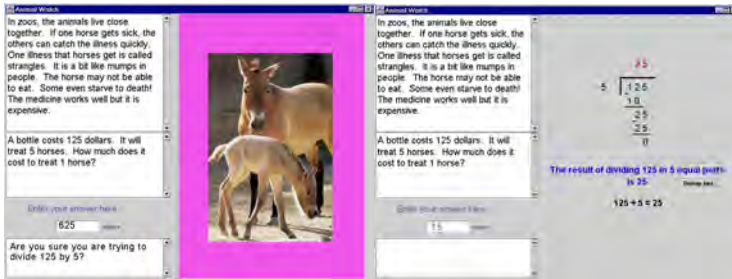 Animal Watch
In zoos, the animals live close
together. If one horse gets sick, the
others can catch the illness quickly.
One illness that horses get is called
strangles. It is a bit like mumps in
people. The horse may not be able
to eat. Some even starve to death!
The medicine works well but it is
expensive.
A bottle costs 125 dollars. It will
treat 5 horses. How much does it
cost to treat 1 horse?
Enter your answer here
625
Are you sure you are trying to
divide 125 by 5?
Animal Watch
In zoos, the animals live close
together. If one horse gets sick, the
others can catch the illness quickly.
One illness that horses get is called
strangles. It is a bit like mumps in
people. The horse may not be able
to eat. Some even starve to death!
The medicine works well but it is
expensive.
A bottle costs 125 dollars. It will
treat 5 horses. How much does it
cost to treat 1 horse?
Enter your answer here
15
25
5 125
10
25
25
0
The result of dividing 125 in 5 equal parts
is 25
125 ÷ 5 = 25